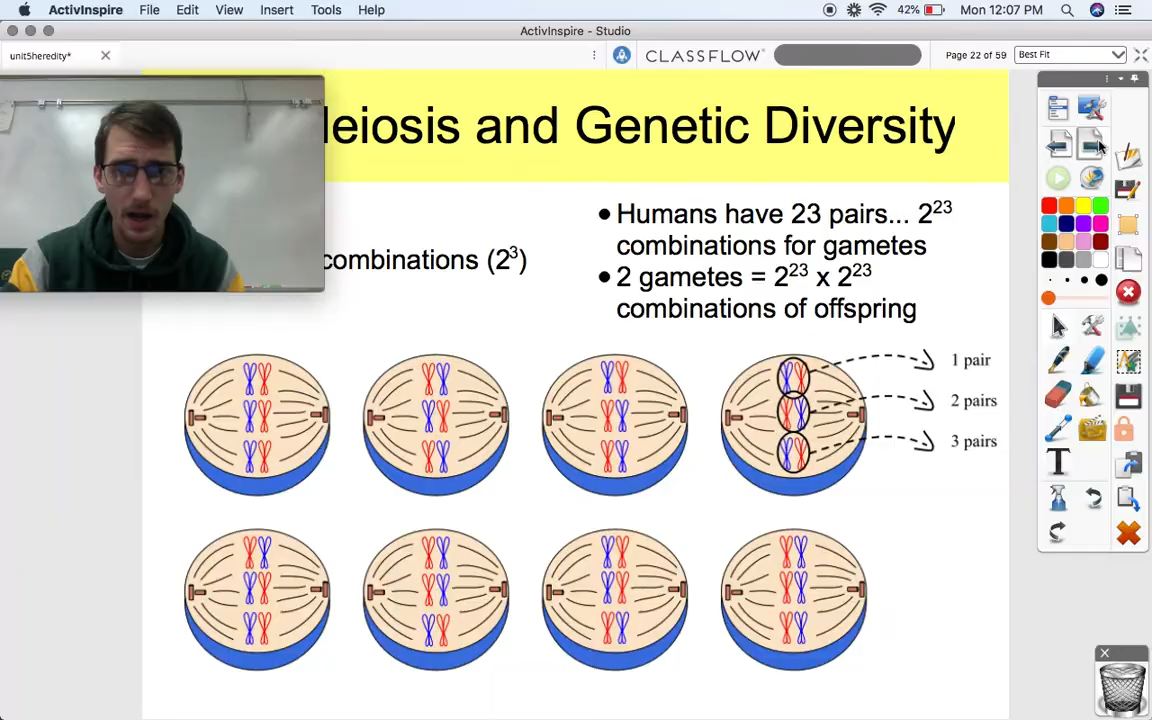 ActivInspire File Edit View Insert Tools Help 42% Mon 12:07 PM
ActivInspire - Studio
unit5heredity* CLASSFLOW Page 22 of 59 Best Fit
eiosis and Genetic Diversity
• Humans have 23 pairs... 2²³
combinations for gametes
combinations (2³)
• 2 gametes = 2²³ x 2²³
combinations of offspring
1 pair
2 pairs
3 pairs
T